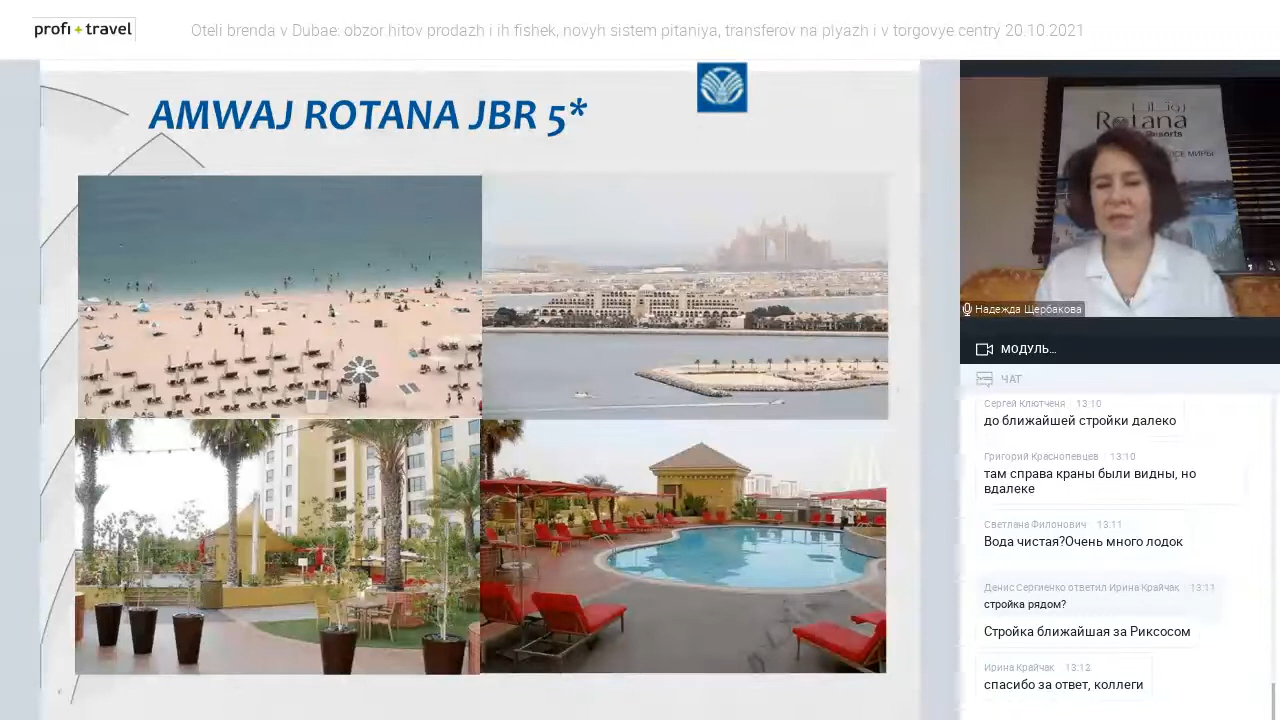 profi travel
Oteli brenda v Dubae: obzor hitov prodazh i ih fishek, novyh sistem pitaniya, transferov na plyazh i v torgovye centry 20.10.2021
AMWAJ ROTANA JBR 5*
روتانا
Rotana
МИРЫ
Надежда Щербакова
МОДУЛЬ...
ЧАТ
Сергей Клютченя 13:10
до ближайшей стройки далеко
Григорий Краснопевцев 13:10
там справа краны были видны, но
вдалеке
Светлана Филонович 13:11
Вода чистая?Очень много лодок
Денис Сергиенко ответил Ирина Крайчак 13:11
стройка рядом?
Стройка ближайшая за Риксосом
Ирина Крайчак 13:12
спасибо за ответ, коллеги